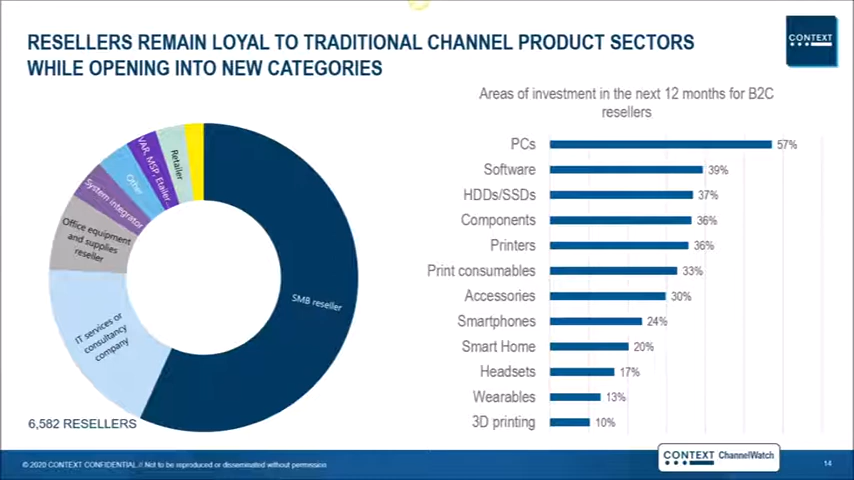 RESELLERS REMAIN LOYAL TO TRADITIONAL CHANNEL PRODUCT SECTORS
WHILE OPENING INTO NEW CATEGORIES
CONTEXT
Areas of investment in the next 12 months for B2C
resellers
VAR, MSP, Etailer
Retailer
Other
System integrator
Office equipment
and supplies
reseller
IT services or
consultancy
company
SMB reseller
6,582 RESELLERS
PCs 57%
Software 39%
HDDs/SSDs 37%
Components 36%
Printers 36%
Print consumables 33%
Accessories 30%
Smartphones 24%
Smart Home 20%
Headsets 17%
Wearables 13%
3D printing 10%
© 2020 CONTEXT CONFIDENTIAL // Not to be reproduced or disseminated without permission
CONTEXT ChannelWatch
14